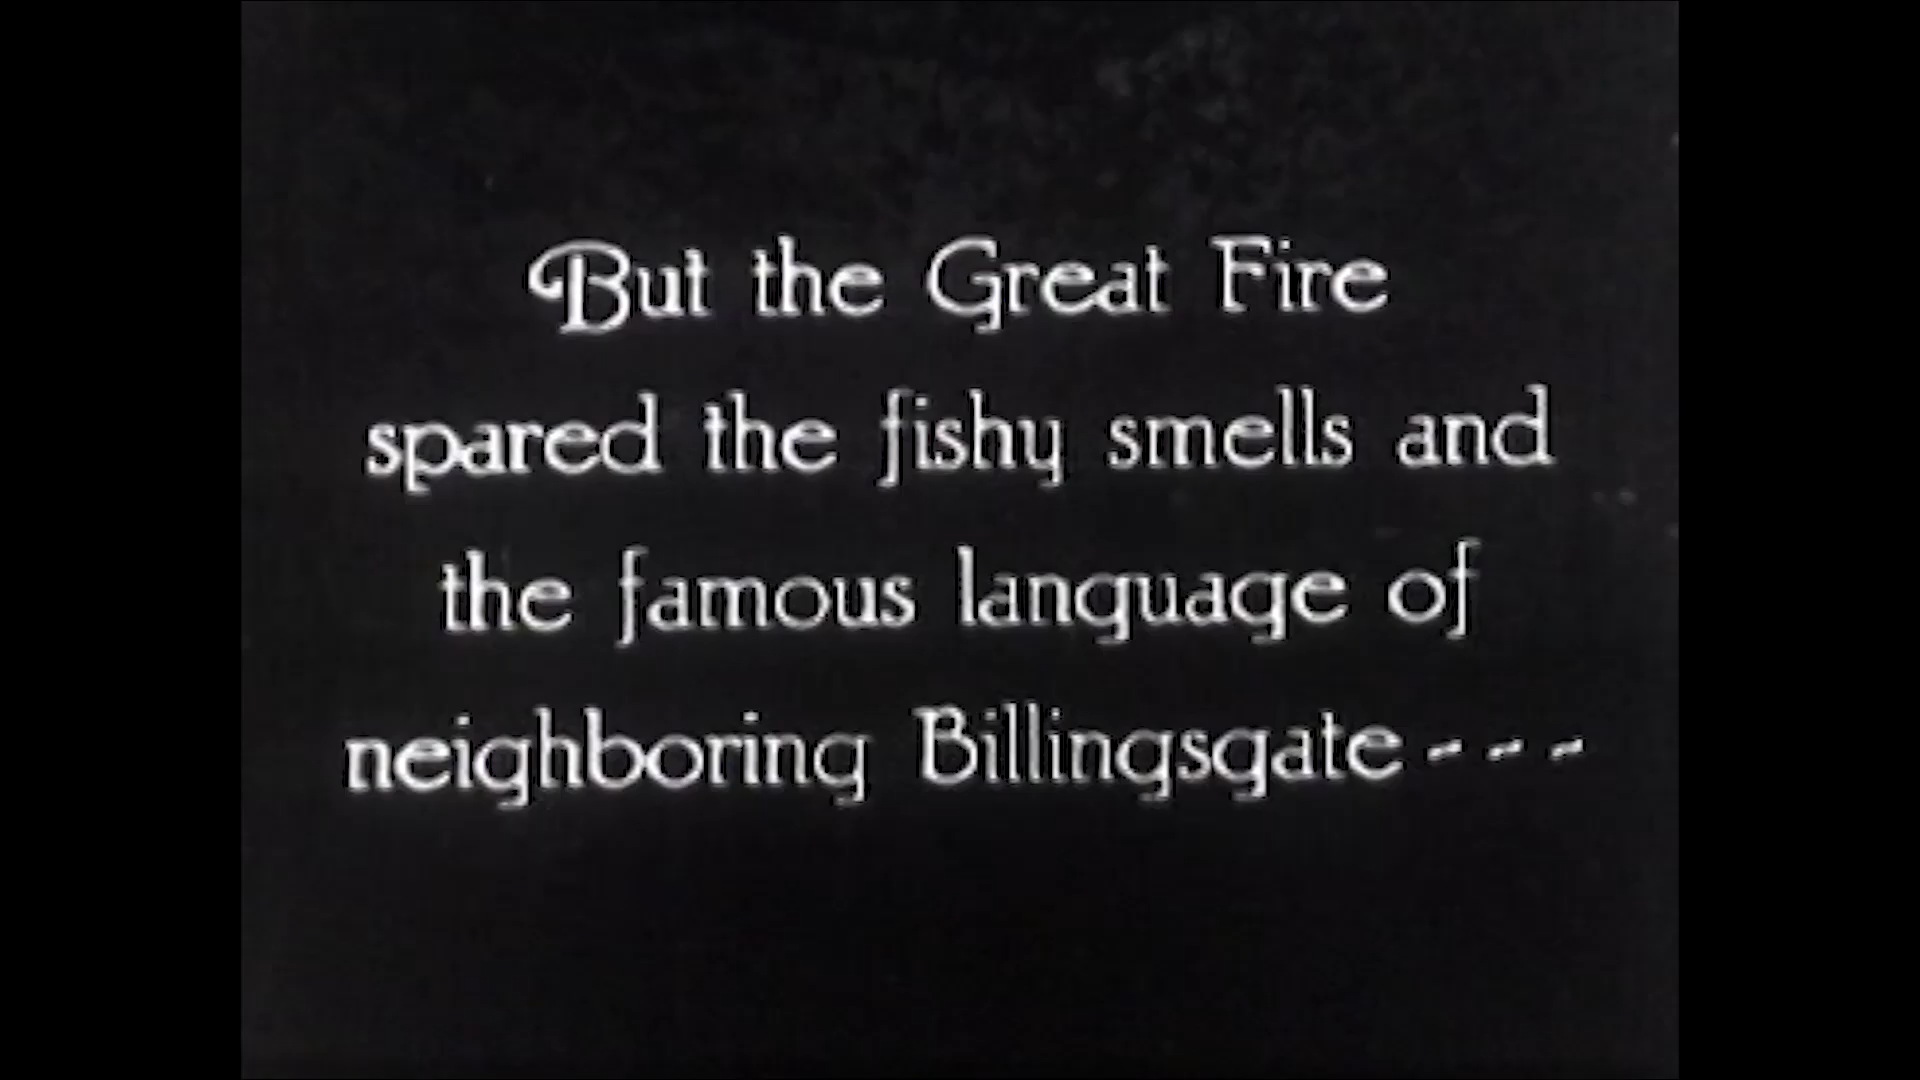 But the Great Fire
spared the fishy smells and
the famous language of
neighboring Billingsgate---